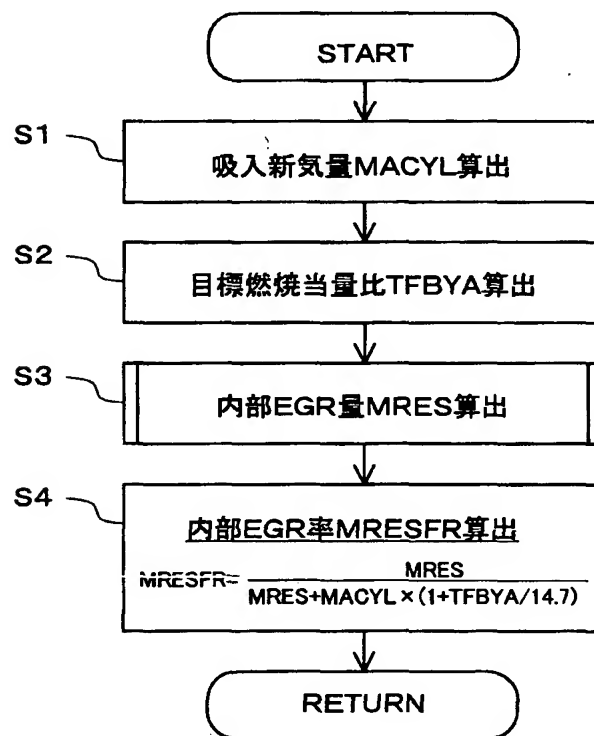 START
S1
吸入新気量MACYL算出
S2
目標燃焼当量比TFBYA算出
S3
内部EGR量MRES算出
S4
内部EGR率MRESFR算出
MRESFR=
MRES
MRES+MACYL×(1+TFBYA/14.7)
RETURN